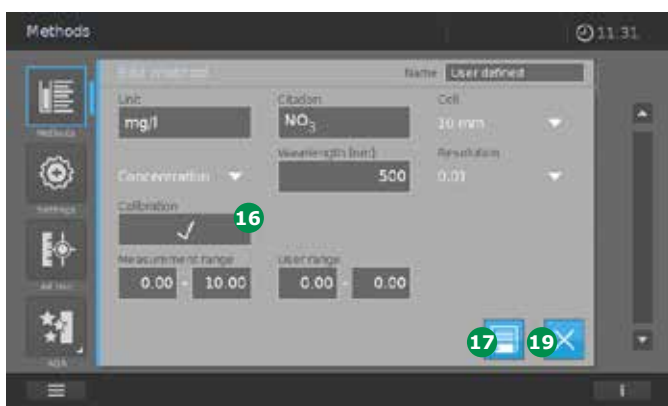 Methods
11:31
Edit method
Name User defined
Unit
Citation
Cell
mg/l
NO3
10 mm
Methods
Wavelength [nm]
Resolution
Concentration
500
0.01
Settings
Calibration
16
Measurement range
User range
0.00 - 10.00
0.00 - 0.00
17
19
AQA
i